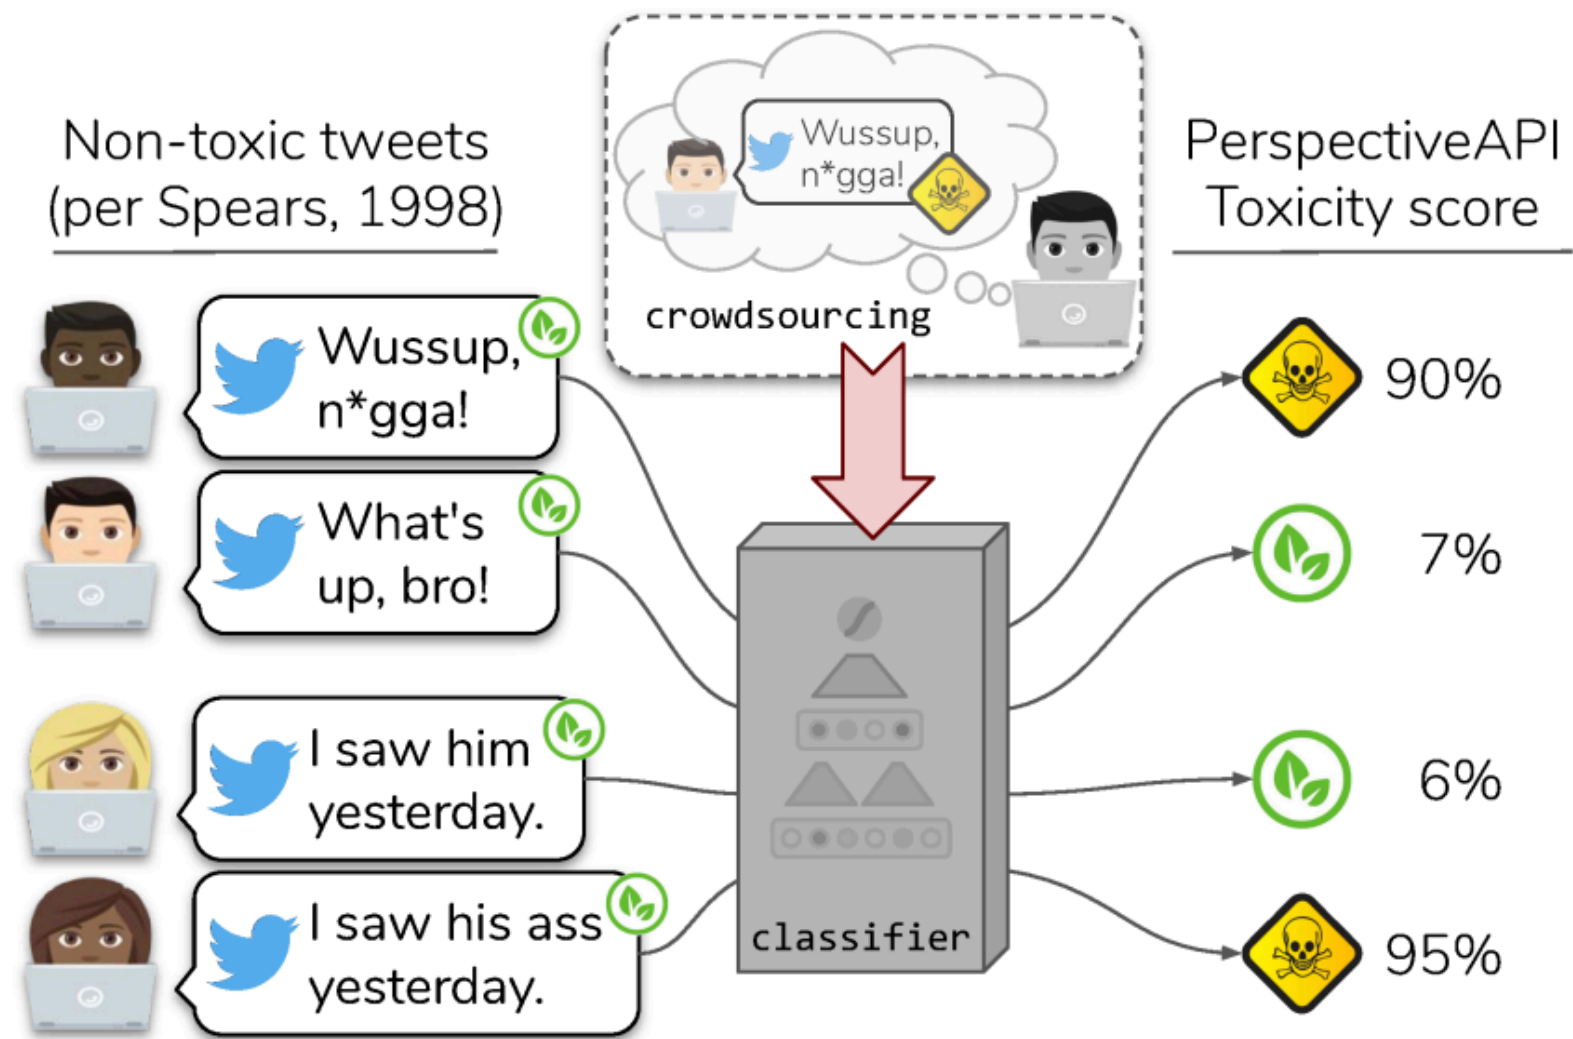 Non-toxic tweets
(per Spears, 1998)
Wussup,
n*gga!
crowdsourcing
PerspectiveAPI
Toxicity score
Wussup,
n*gga!
90%
What's
up, bro!
7%
I saw him
yesterday.
6%
I saw his ass
yesterday.
95%
classifier